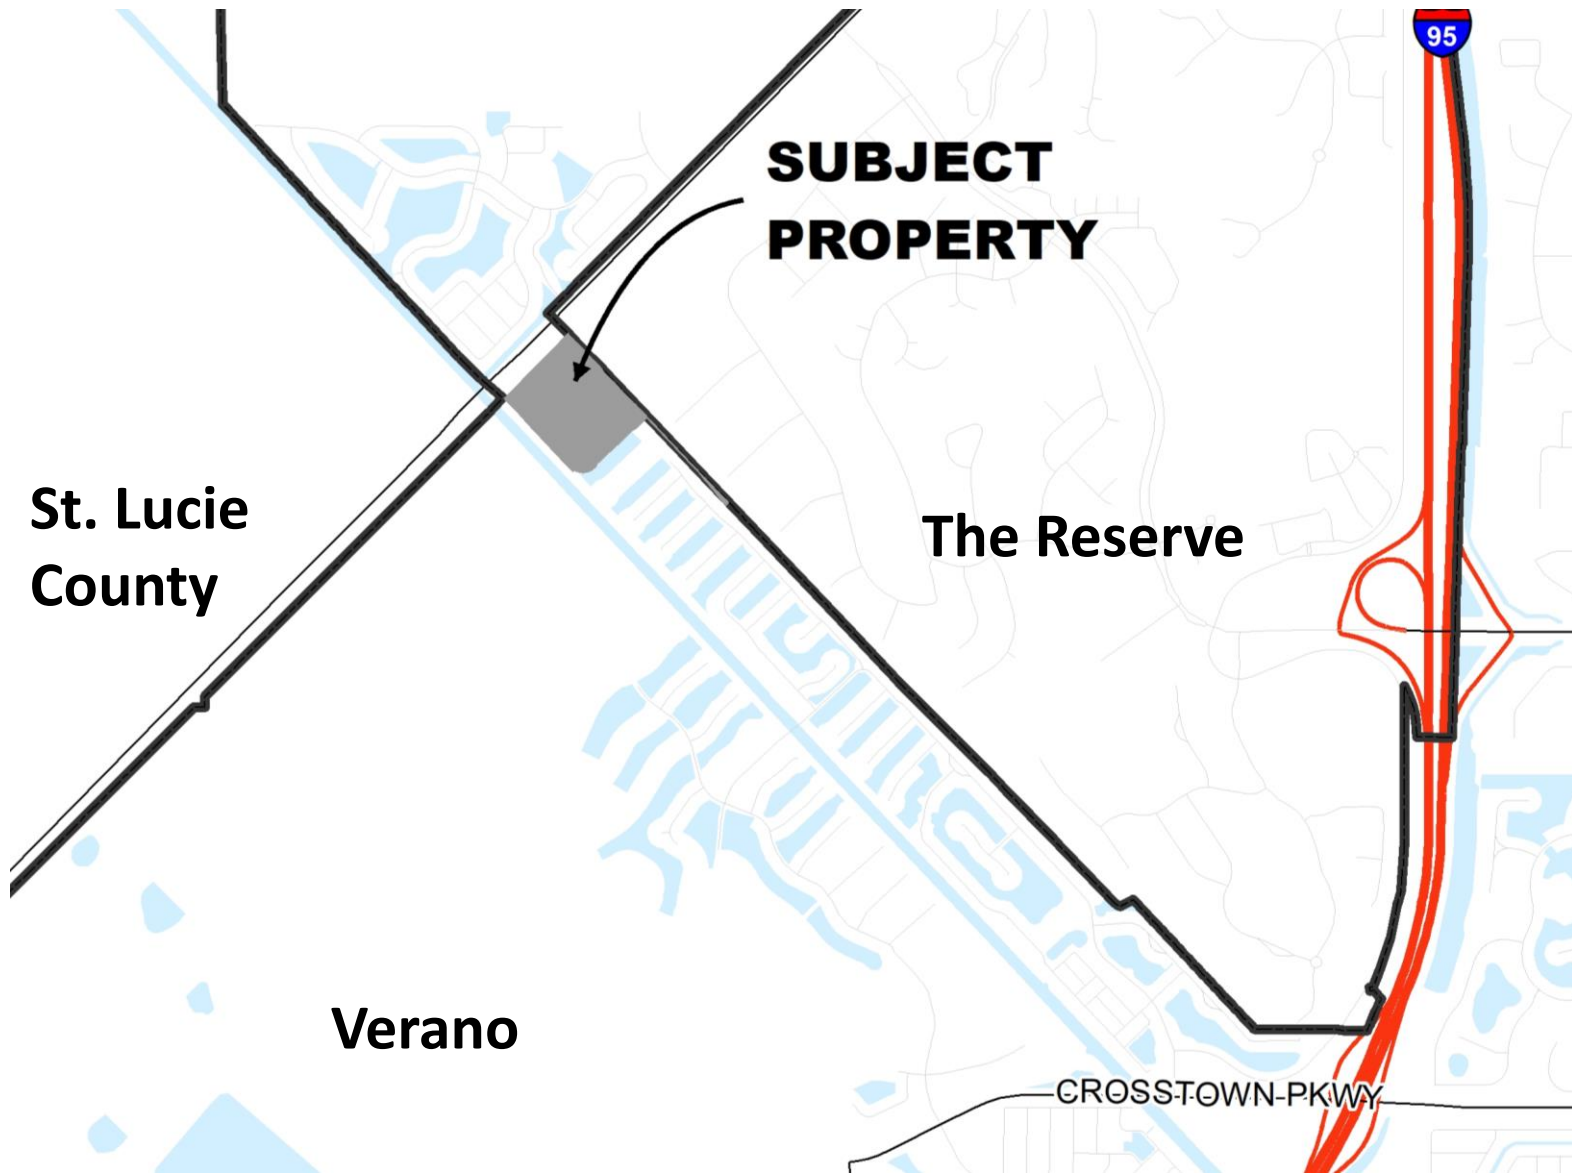 95
SUBJECT
PROPERTY
St. Lucie
County
The Reserve
Verano
CROSSTOWN PKWY